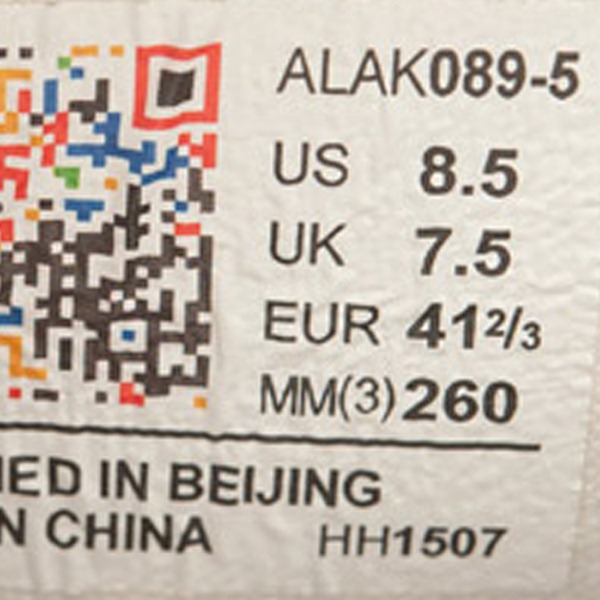 ALAK089-5
US 8.5
UK 7.5
EUR 41 2/3
MM(3) 260
IN BEIJING
CHINA HH1507